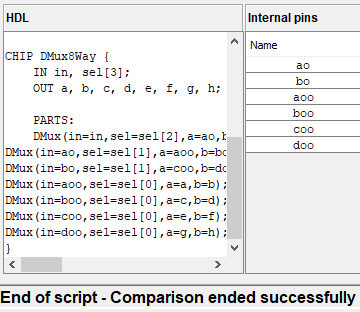 HDL
CHIP DMux8Way {
IN in, sel[3];
OUT a, b, c, d, e, f, g, h;
PARTS:
DMux(in=in,sel=sel[2],a=ao,b
DMux(in=ao,sel=sel[1],a=aoo,b=bo
DMux(in=bo,sel=sel[1],a=coo,b=do
DMux(in=aoo,sel=sel[0],a=a,b=b);
DMux(in=boo,sel=sel[0],a=c,b=d);
DMux(in=coo,sel=sel[0],a=e,b=f);
DMux(in=doo,sel=sel[0],a=g,b=h);
}
Internal pins
Name
ao
bo
aoo
boo
coo
doo
End of script - Comparison ended successfully